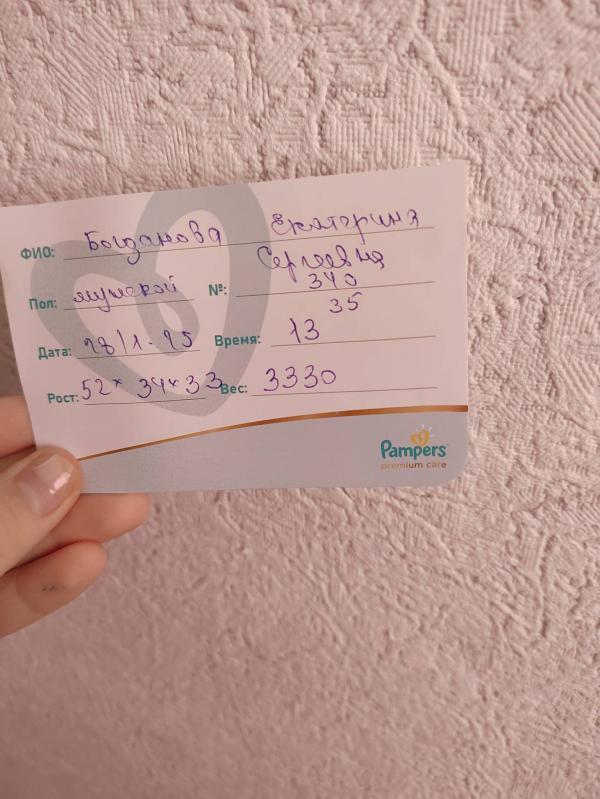 ФИО: Богданова Екатерина
Сергеевна
Пол: мужской №: 340
Дата: 28/1-25 Время: 13 35
Рост: 52* 34*33 Вес: 3330
Pampers
premium care